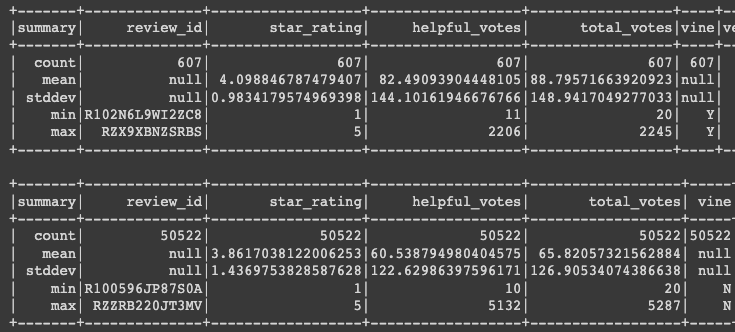 +-------+--------------+------------------+------------------+------------------+----+--
|summary|     review_id|       star_rating|     helpful_votes|       total_votes|vine|ve
+-------+--------------+------------------+------------------+------------------+----+--
|  count|           607|               607|               607|               607| 607|
|   mean|          null| 4.098846787479407| 82.49093904448105| 88.79571663920923|null|
| stddev|          null|0.9834179574969398|144.10161946676766|148.9417049277033|null|
|    min|R102N6L9WI2ZC8|                 1|                11|                20|   Y|
|    max| RZX9XBNZSRBS|                 5|              2206|              2245|   Y|
+-------+--------------+------------------+------------------+------------------+----+--
+-------+--------------+------------------+------------------+------------------+-----+
|summary|     review_id|       star_rating|     helpful_votes|       total_votes| vine
+-------+--------------+------------------+------------------+------------------+-----+
|  count|         50522|             50522|             50522|             50522|50522
|   mean|          null|3.8617038122006253|60.538794980404575| 65.82057321562884| null
| stddev|          null|1.4369753828587628|122.62986397596171|126.90534074386638| null
|    min|R100596JP87S0A|                 1|                10|                20|    N
|    max| RZZRB220JT3MV|                 5|              5132|              5287|    N
+-------+--------------+------------------+------------------+------------------+-----+